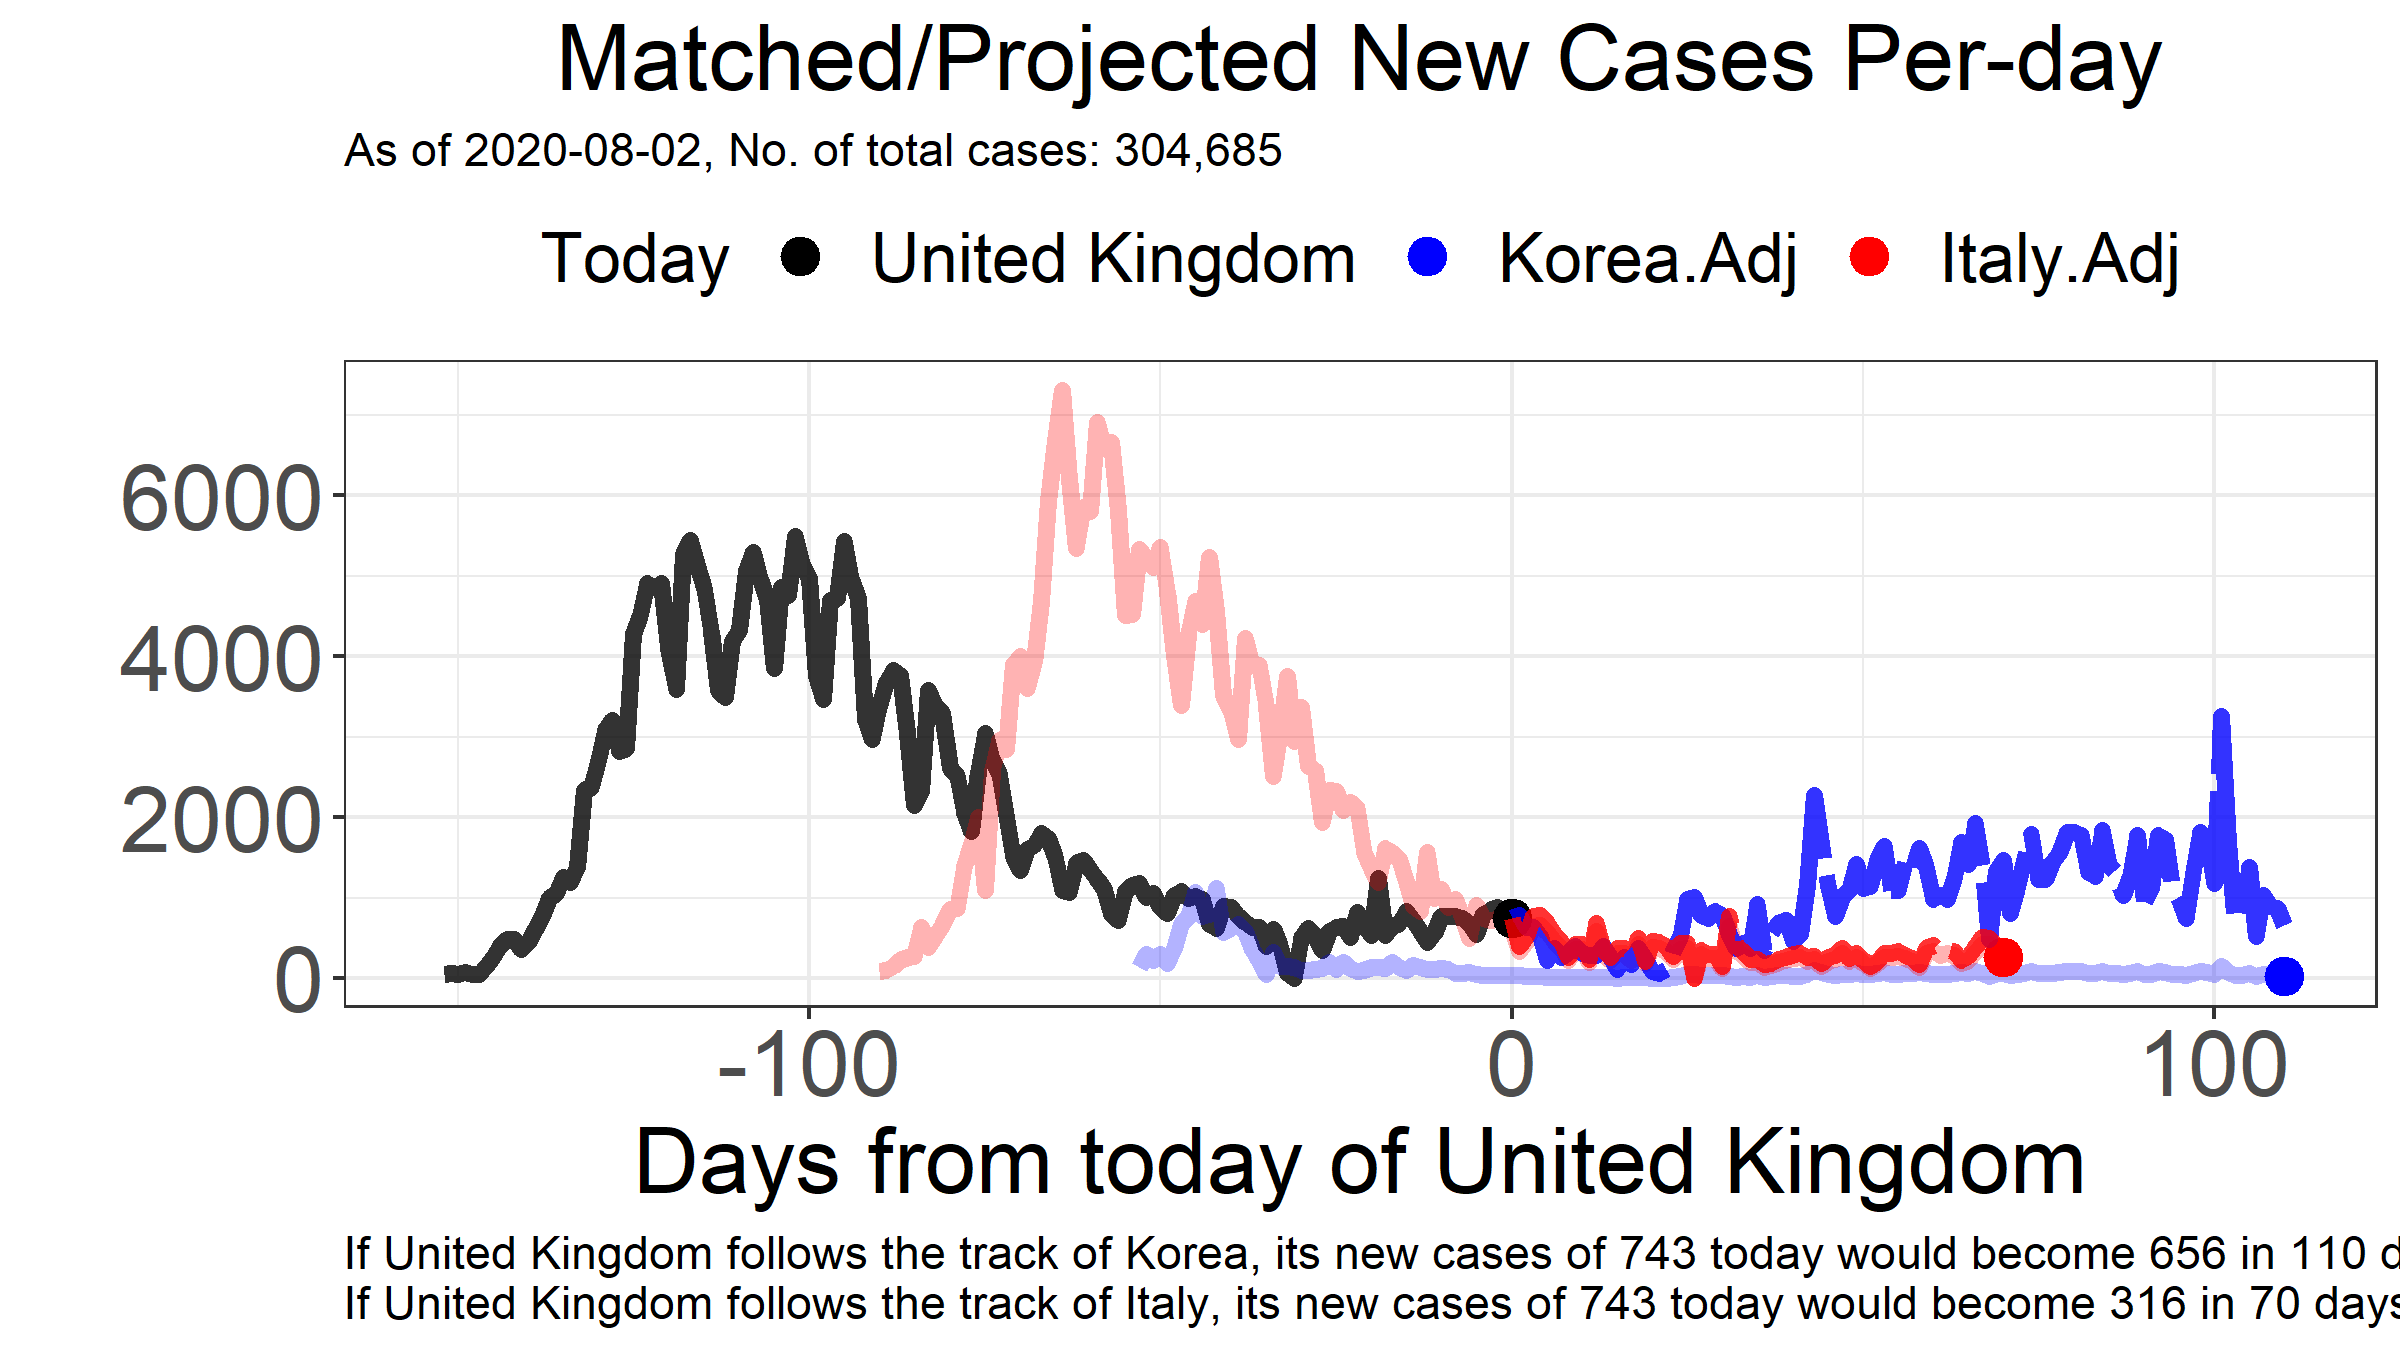 Matched/Projected New Cases Per-day
As of 2020-08-02, No. of total cases: 304,685
Today United Kingdom Korea.Adj Italy.Adj
6000
4000
2000
0
-100 0 100
Days from today of United Kingdom
If United Kingdom follows the track of Korea, its new cases of 743 today would become 656 in 110
If United Kingdom follows the track of Italy, its new cases of 743 today would become 316 in 70 days